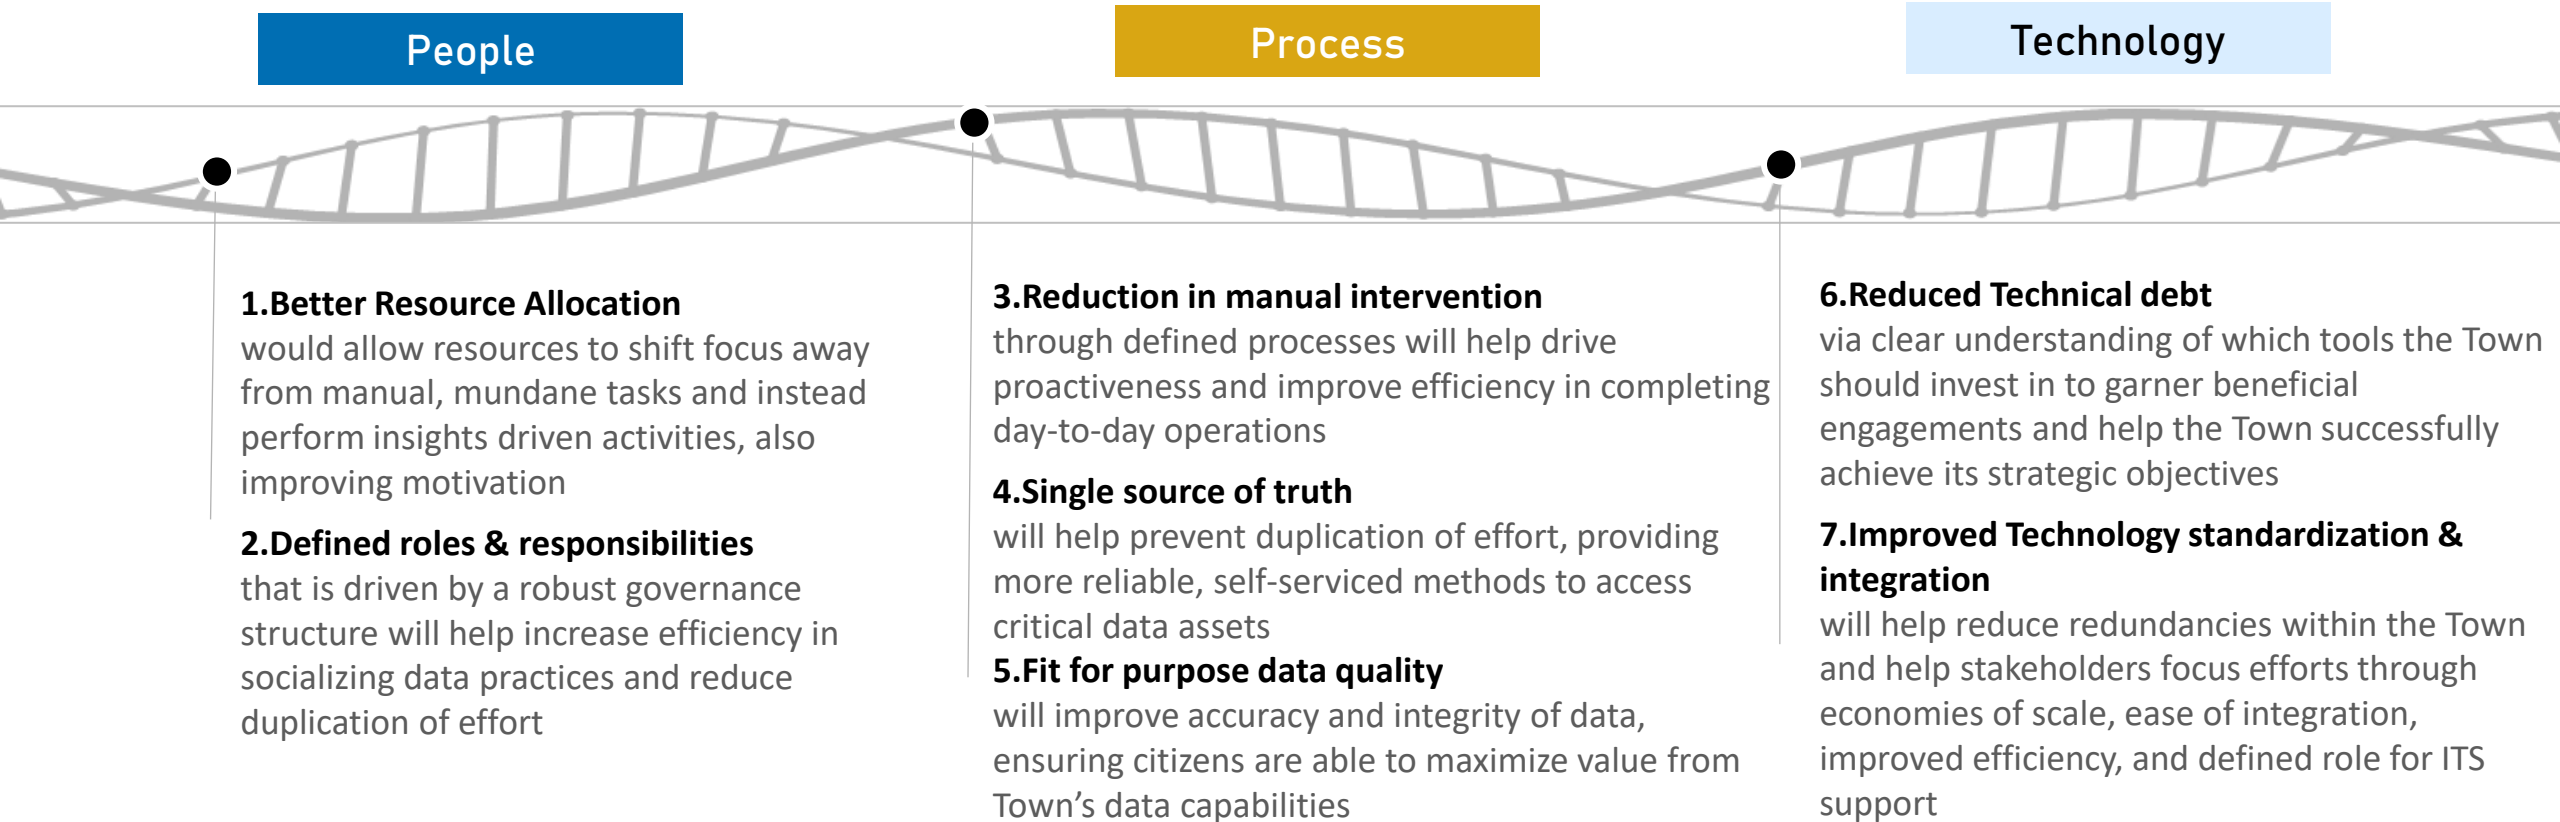 People
1.Better Resource Allocation
would allow resources to shift focus away
from manual, mundane tasks and instead
perform insights driven activities, also
improving motivation
2.Defined roles & responsibilities
that is driven by a robust governance
structure will help increase efficiency in
socializing data practices and reduce
duplication of effort
Process
3.Reduction in manual intervention
through defined processes will help drive
proactiveness and improve efficiency in completing
day-to-day operations
4.Single source of truth
will help prevent duplication of effort, providing
more reliable, self-serviced methods to access
critical data assets
5.Fit for purpose data quality
will improve accuracy and integrity of data,
ensuring citizens are able to maximize value from
Town’s data capabilities
Technology
6.Reduced Technical debt
via clear understanding of which tools the Town
should invest in to garner beneficial
engagements and help the Town successfully
achieve its strategic objectives
7.Improved Technology standardization &
integration
will help reduce redundancies within the Town
and help stakeholders focus efforts through
economies of scale, ease of integration,
improved efficiency, and defined role for ITS
support